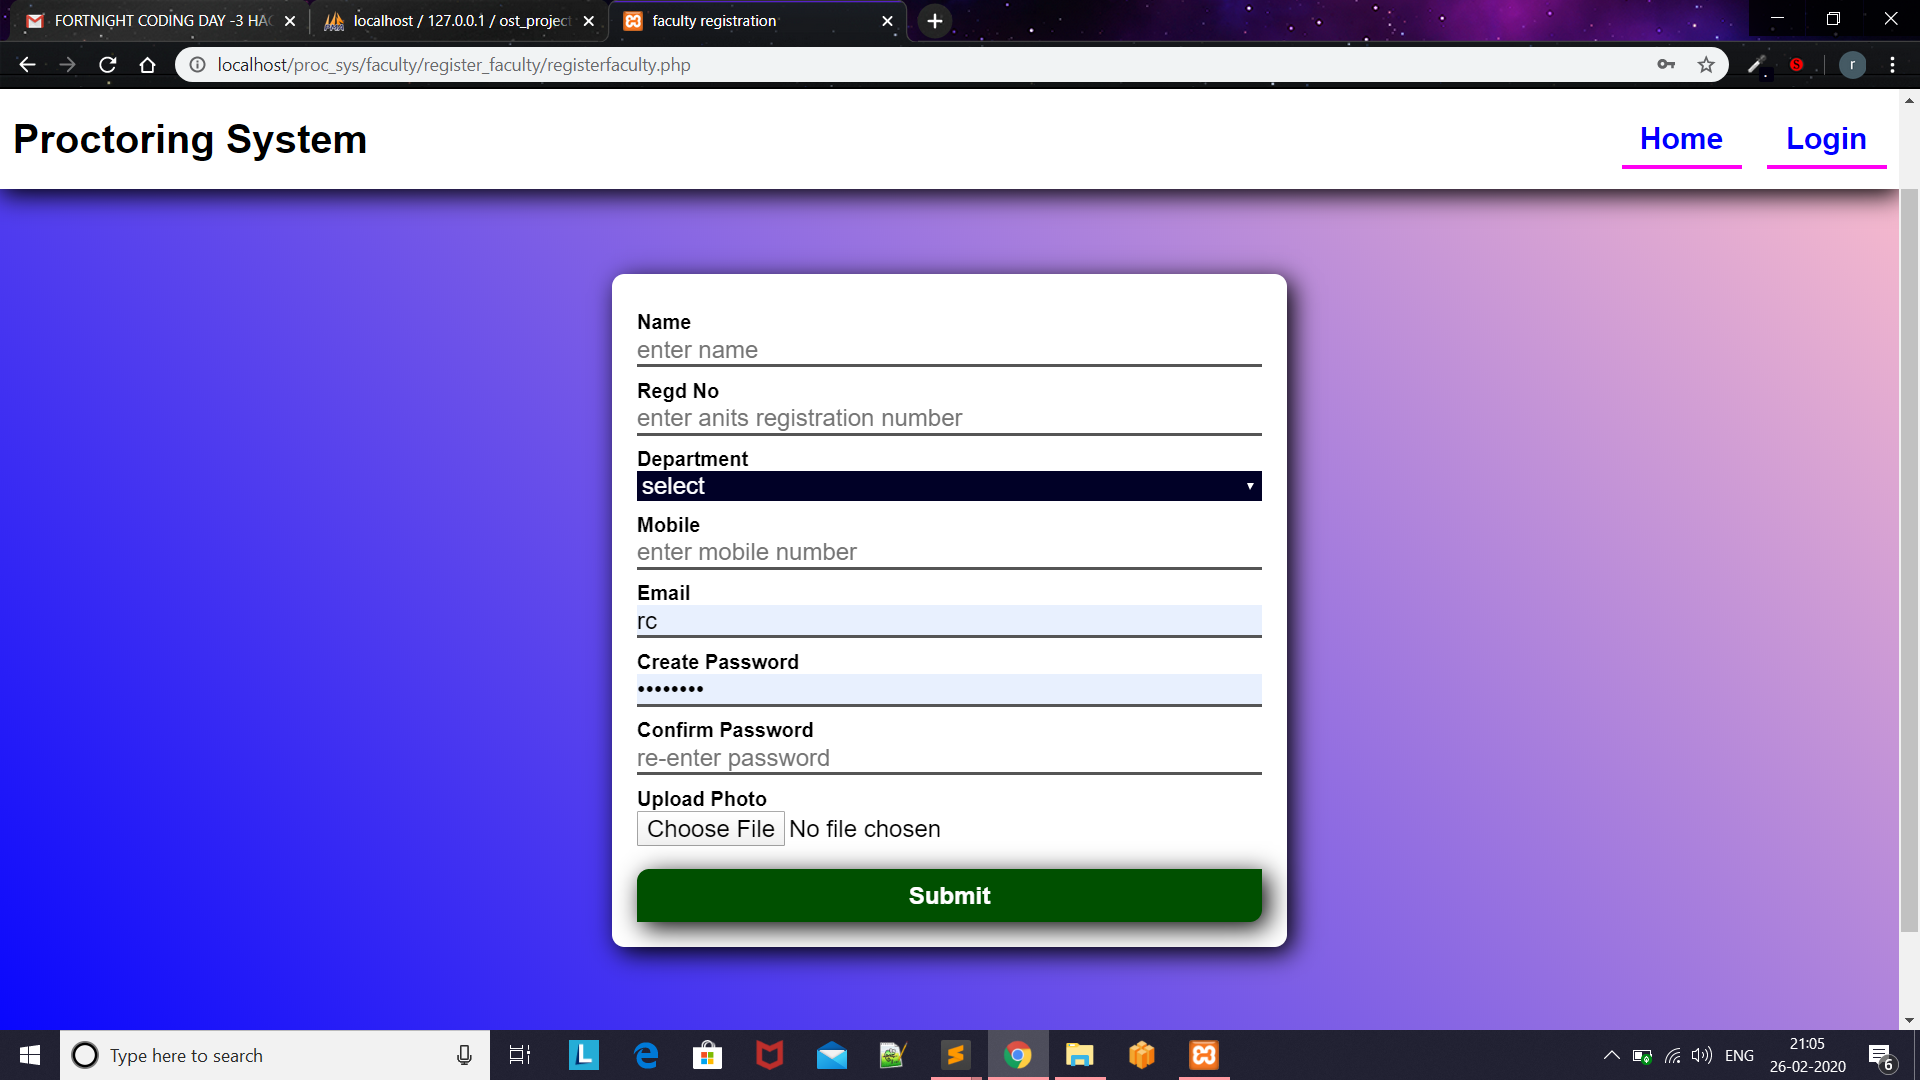 FORTNIGHT CODING DAY -3 HAC
localhost / 127.0.0.1 / ost_project
faculty registration
localhost/proc_sys/faculty/register_faculty/registerfaculty.php
r
Proctoring System
Home
Login
Name
enter name
Regd No
enter anits registration number
Department
select
Mobile
enter mobile number
Email
rc
Create Password
••••••••
Confirm Password
re-enter password
Upload Photo
Choose File No file chosen
Submit
Type here to search
ENG
21:05
26-02-2020
6